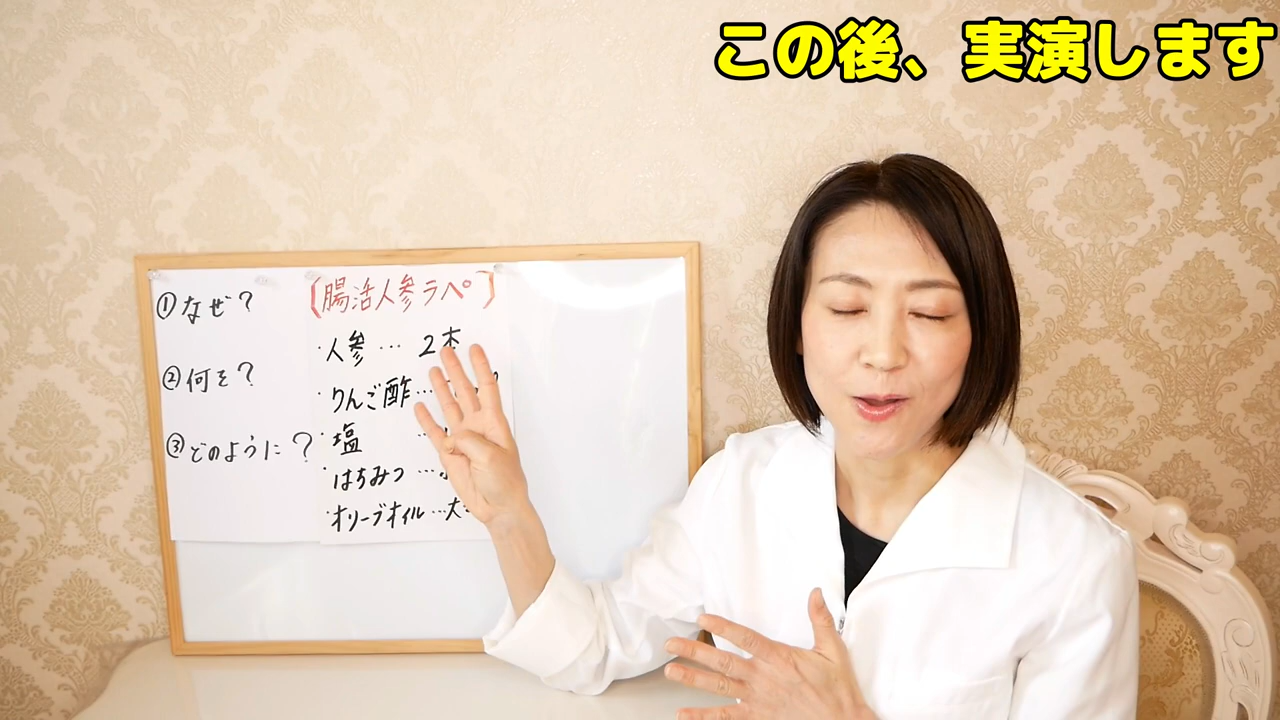 この後、実演します
①なぜ?
②何を?
③どのように?
〔腸活人参ラペ〕
・人参… 2本
・りんご酢…
・塩 …
・はちみつ …
・オリーブオイル…大